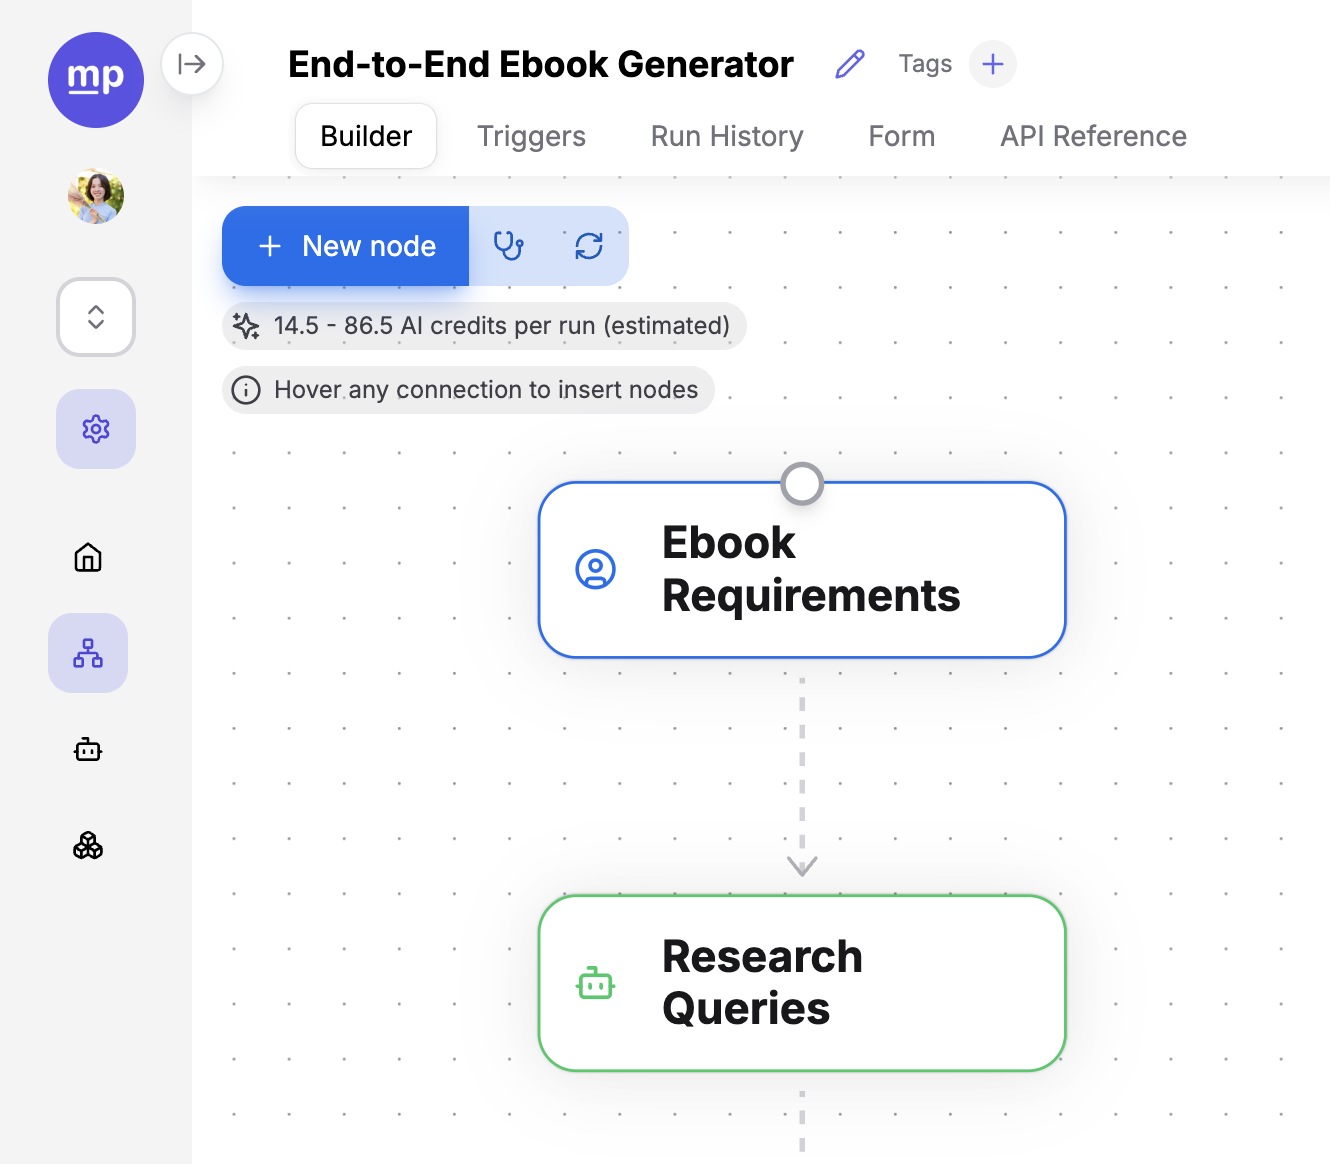 mp
End-to-End Ebook Generator
Tags
Builder
Triggers
Run History
Form
API Reference
New node
14.5 - 86.5 AI credits per run (estimated)
Hover any connection to insert nodes
Ebook
Requirements
Research
Queries